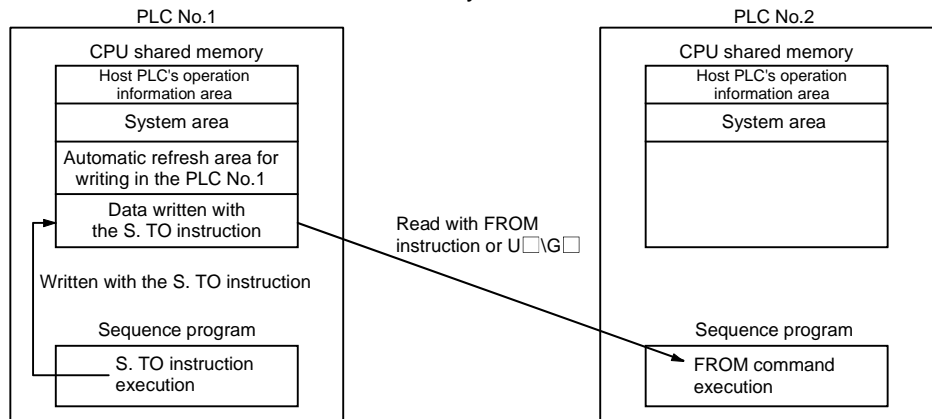 PLC No.1
CPU shared memory
Host PLC's operation
information area
System area
Automatic refresh area for
writing in the PLC No.1
Data written with
the S. TO instruction
Written with the S. TO instruction
Sequence program
S. TO instruction
execution
Read with FROM
instruction or U□\G□
PLC No.2
CPU shared memory
Host PLC's operation
information area
System area
Sequence program
FROM command
execution